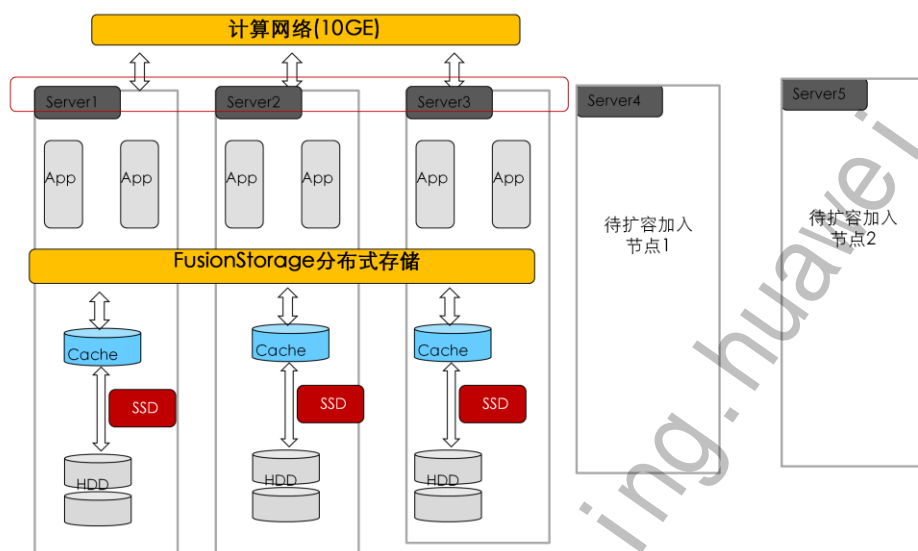 计算网络(10GE)
Server1
Server2
Server3
Server4
Server5
App
App
App
App
App
App
待扩容加入
节点1
待扩容加入
节点2
FusionStorage分布式存储
Cache
Cache
Cache
SSD
SSD
SSD
HDD
HDD
HDD
ing.huawei